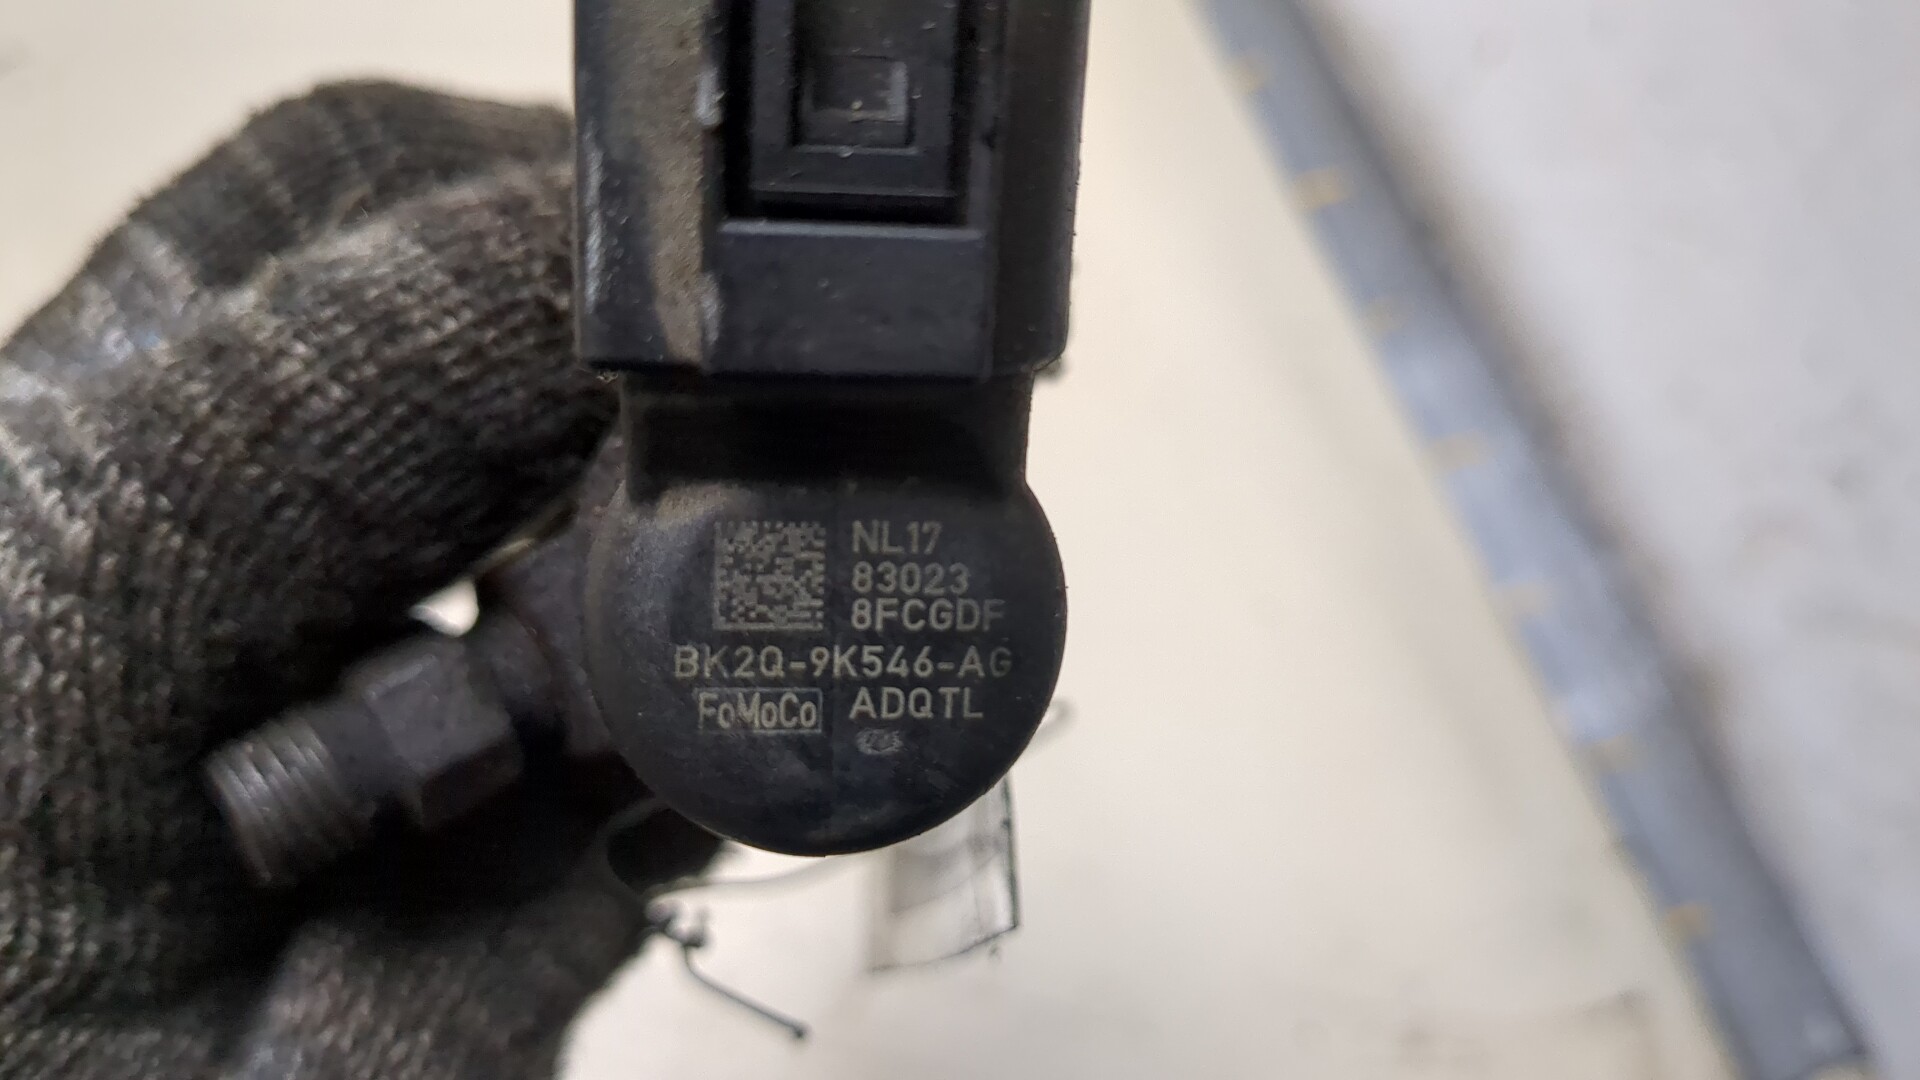 NL17
83023
8FCGDF
BK2Q-9K546-AG
FoMoCo ADQTL